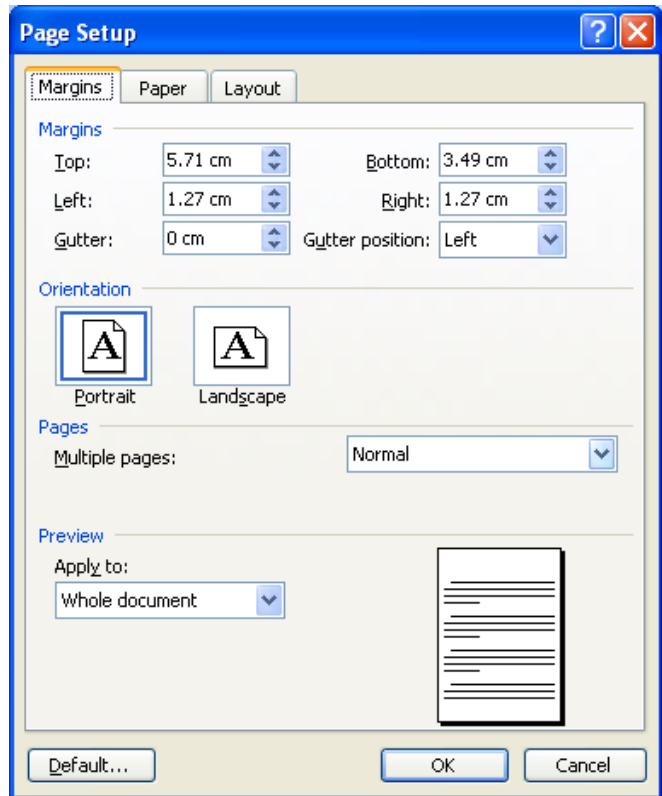 Page Setup
Margins Paper Layout
Margins
Top: 5.71 cm Bottom: 3.49 cm
Left: 1.27 cm Right: 1.27 cm
Gutter: 0 cm Gutter position: Left
Orientation
A A
Portrait Landscape
Pages
Multiple pages: Normal
Preview
Apply to:
Whole document
Default... OK Cancel